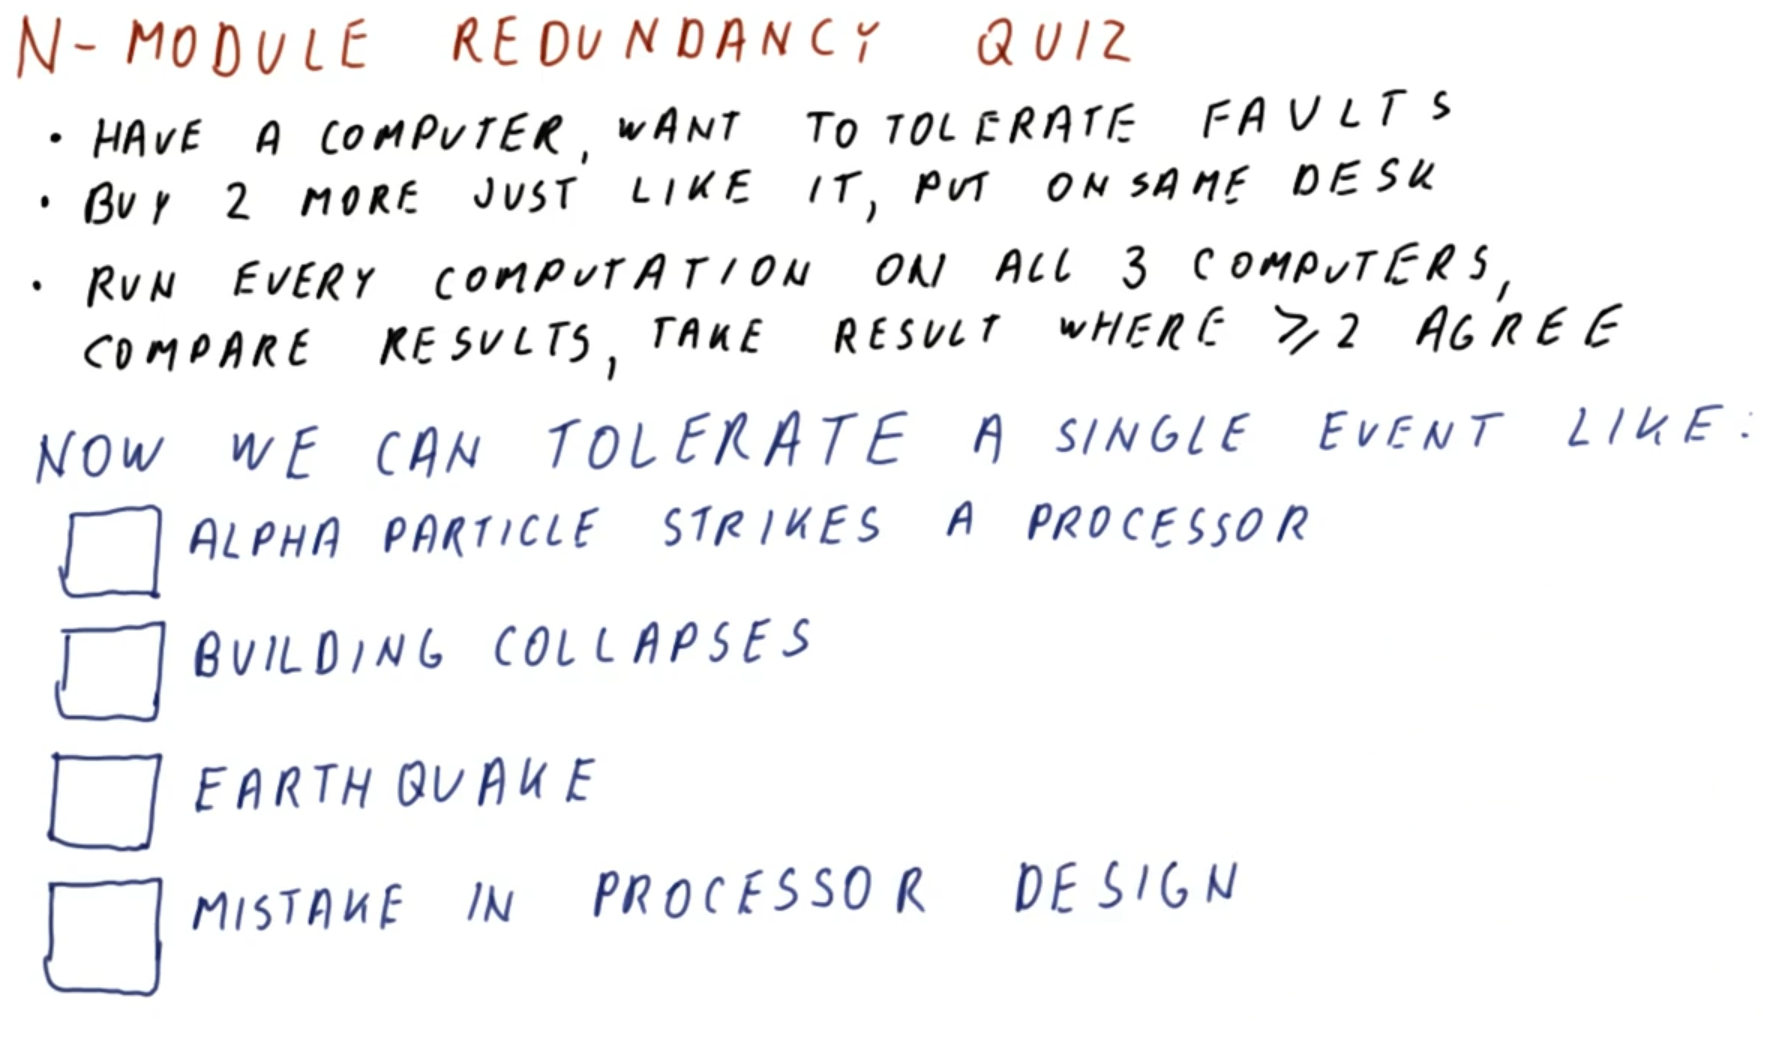 N-MODULE REDUNDANCY QUIZ
• HAVE A COMPUTER, WANT TO TOLERATE FAULTS
• BUY 2 MORE JUST LIKE IT, PUT ON SAME DESK
• RUN EVERY COMPUTATION ON ALL 3 COMPUTERS,
COMPARE RESULTS, TAKE RESULT WHERE ≥2 AGREE
NOW WE CAN TOLERATE A SINGLE EVENT LIKE:
ALPHA PARTICLE STRIKES A PROCESSOR
BUILDING COLLAPSES
EARTHQUAKE
MISTAKE IN PROCESSOR DESIGN